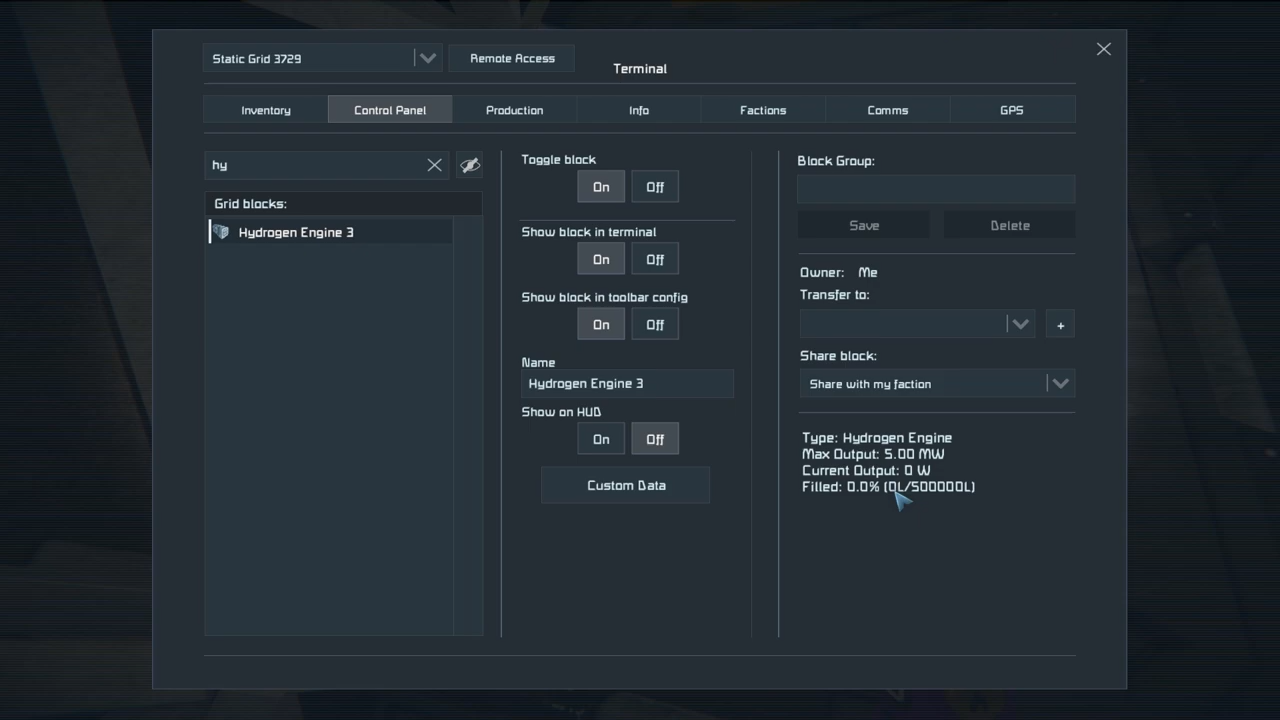 Static Grid 3729
Remote Access
Terminal
Inventory
Control Panel
Production
Info
Factions
Comms
GPS
hy
Grid blocks:
Hydrogen Engine 3
Toggle block
On
Off
Show block in terminal
On
Off
Show block in toolbar config
On
Off
Name
Hydrogen Engine 3
Show on HUD
On
Off
Custom Data
Block Group:
Save
Delete
Owner: Me
Transfer to:
+
Share block:
Share with my faction
Type: Hydrogen Engine
Max Output: 5.00 MW
Current Output: 0 W
Filled: 0.0% (0L/500000L)